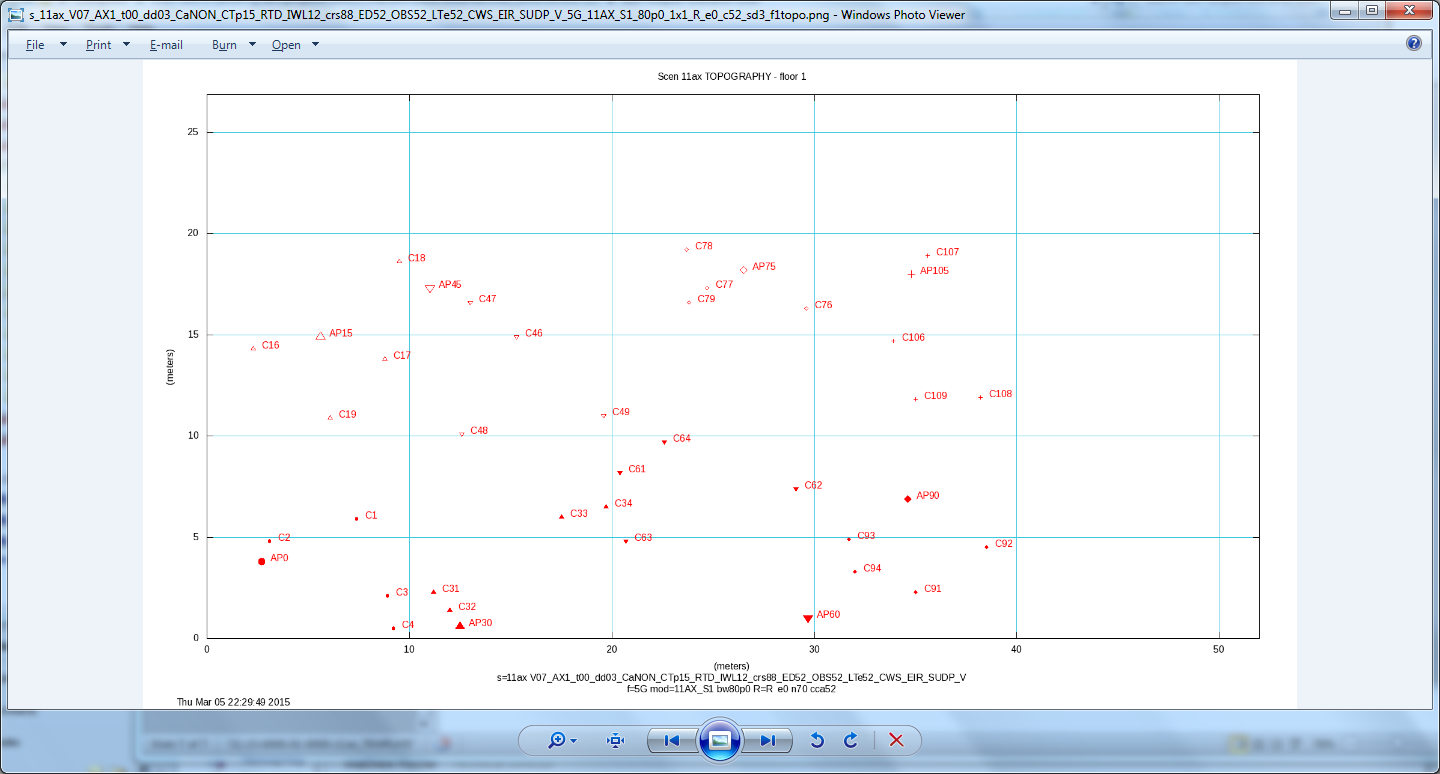 s_11ax_V07_AX1_t00_dd03_CaNON_CTp15_RTD_IWL12_crs88_ED52_OBS52_LTe52_CWS_EIR_SUDP_V_5G_11AX_S1_80p0_1x1_R_e0_c52_sd3_f1topo.png - Windows Photo Viewer
File Print E-mail Burn Open
Scen 11ax TOPOGRAPHY - floor 1
25
20
C78
C107
C18
AP75
AP105
AP45
C77
C47
C79
C76
15
AP15
C46
C106
C16
C17
C109
C108
C19
C49
10
C48
C64
C61
C62
AP90
C34
C1
C33
5
C2
C63
C93
C92
AP0
C94
C3
C31
C91
C32
AP60
C4
AP30
0
0 10 20 30 40 50
(meters)
(meters)
s=11ax V07_AX1_t00_dd03_CaNON_CTp15_RTD_IWL12_crs88_ED52_OBS52_LTe52_CWS_EIR_SUDP_V
f=5G mod=11AX_S1 bw80p0 R=R e0 n70 cca52
Thu Mar 05 22:29:49 2015